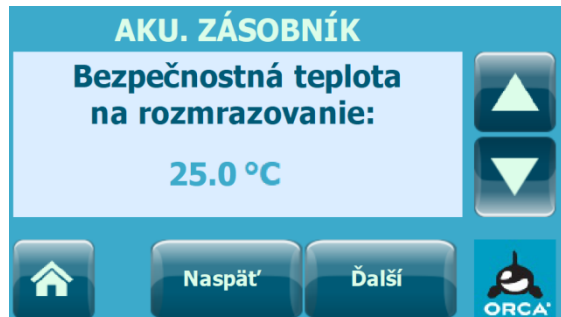 AKU. ZÁSOBNÍK
Bezpečnostná teplota
na rozmrazovanie:
25.0 °C
Naspäť
Ďalší
ORCA